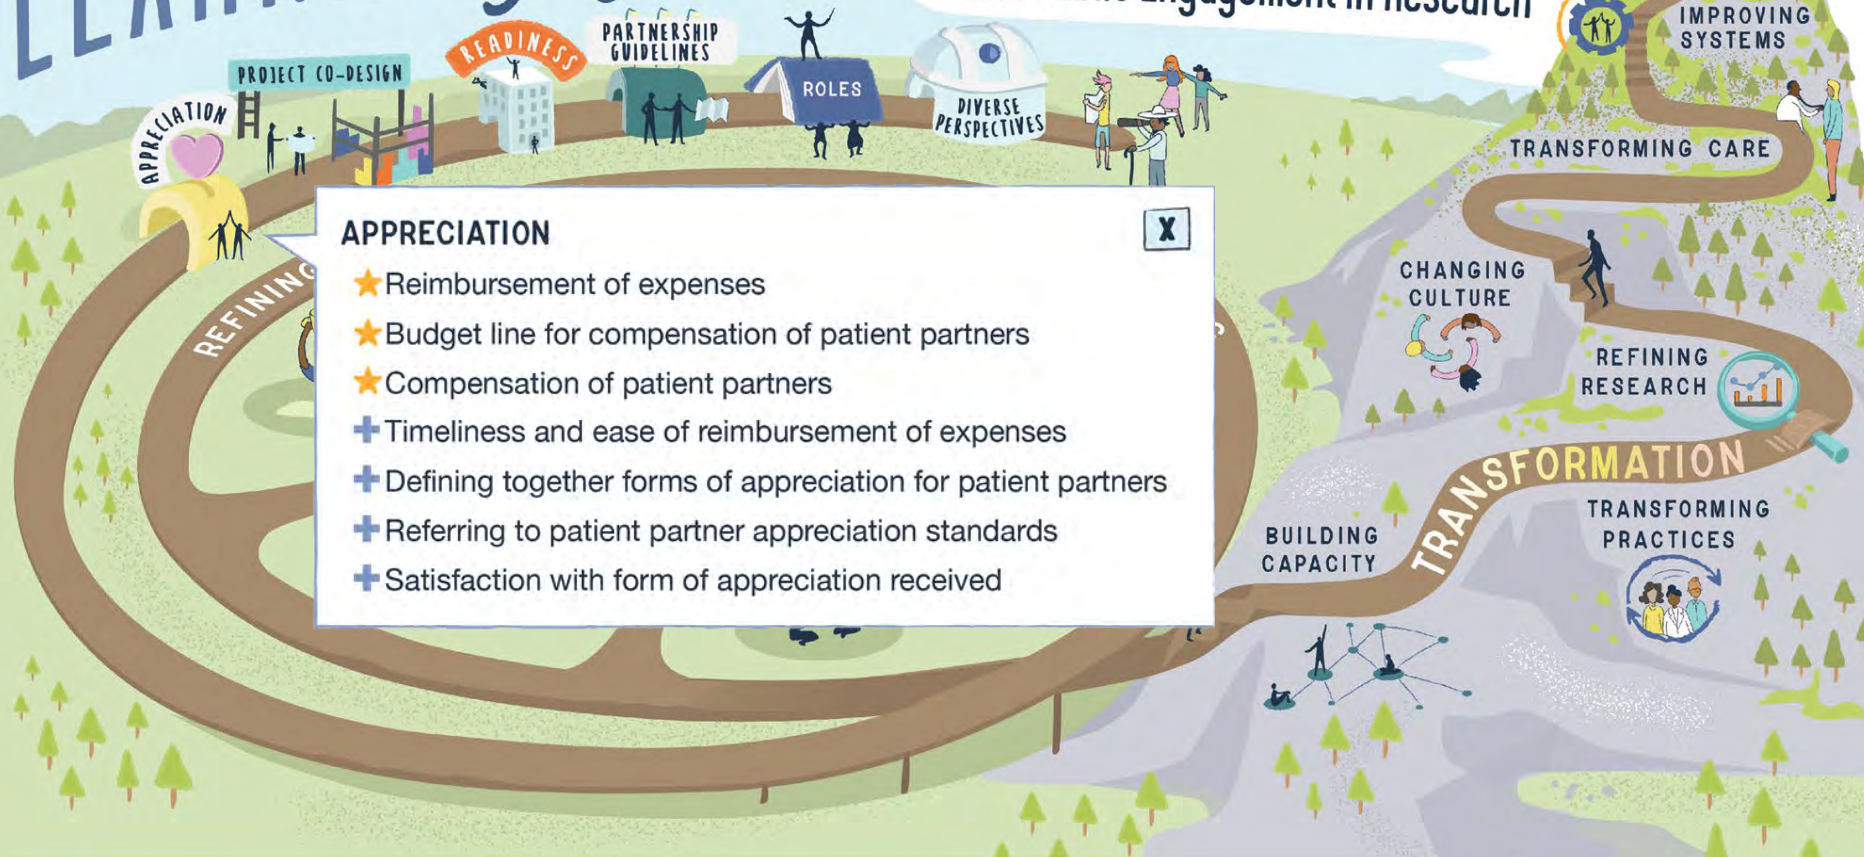 Engagement in Research
IMPROVING
SYSTEMS
PARTNERSHIP
GUIDELINES
READINESS
PROJECT CO-DESIGN
ROLES
APPRECIATION
DIVERSE
PERSPECTIVES
TRANSFORMING CARE
APPRECIATION
X
Reimbursement of expenses
Budget line for compensation of patient partners
Compensation of patient partners
Timeliness and ease of reimbursement of expenses
Defining together forms of appreciation for patient partners
Referring to patient partner appreciation standards
Satisfaction with form of appreciation received
REFINING
CHANGING
CULTURE
REFINING
RESEARCH
TRANSFORMATION
TRANSFORMING
PRACTICES
BUILDING
CAPACITY